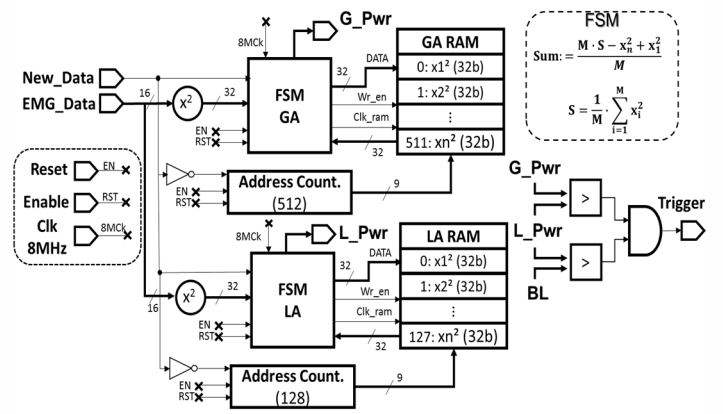 New_Data
EMG_Data
16
x²
32
8MCk
G_Pwr
FSM
GA
EN
RST
32
DATA
Wr_en
Clk_ram
32
GA RAM
0: x1² (32b)
1: x2² (32b)
⋮
511: xn² (32b)
EN
RST
Address Count.
(512)
9
Reset
EN
Enable
RST
Clk
8MHz
8MCk
16
x²
32
8MCk
L_Pwr
FSM
LA
EN
RST
32
DATA
Wr_en
Clk_ram
32
LA RAM
0: x1² (32b)
1: x2² (32b)
⋮
127: xn² (32b)
EN
RST
Address Count.
(128)
9
FSM
Sum: = (M · S − xₙ² + x₁²) / M
S = 1/M · ∑ᵢ₌₁ᴹ xᵢ²
G_Pwr
>
L_Pwr
>
BL
Trigger